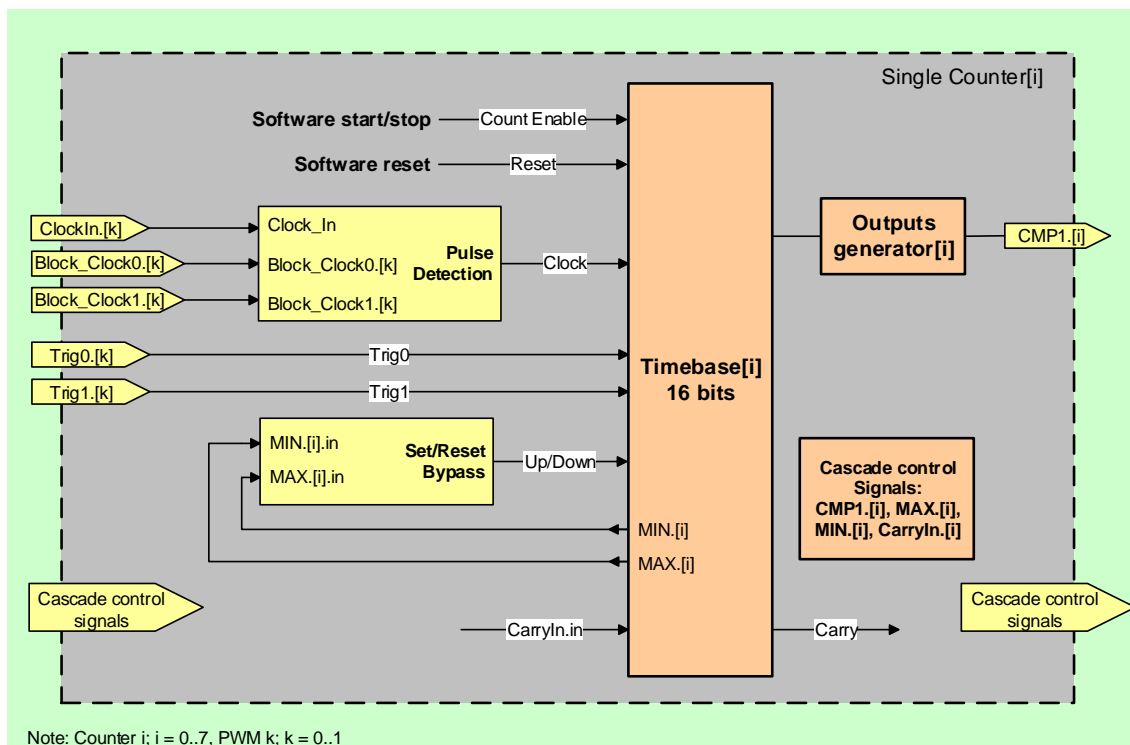 Single Counter[i]
Software start/stop
Count Enable
Software reset
Reset
ClockIn.[k]
Block_Clock0.[k]
Block_Clock1.[k]
Clock_In
Block_Clock0.[k]
Block_Clock1.[k]
Pulse
Detection
Clock
Trig0.[k]
Trig0
Trig1.[k]
Trig1
MIN.[i].in
MAX.[i].in
Set/Reset
Bypass
Up/Down
Timebase[i]
16 bits
MIN.[i]
MAX.[i]
Outputs
generator[i]
CMP1.[i]
Cascade control
Signals:
CMP1.[i], MAX.[i],
MIN.[i], CarryIn.[i]
Cascade control
signals
CarryIn.in
Carry
Cascade control
signals
Note: Counter i; i = 0..7, PWM k; k = 0..1